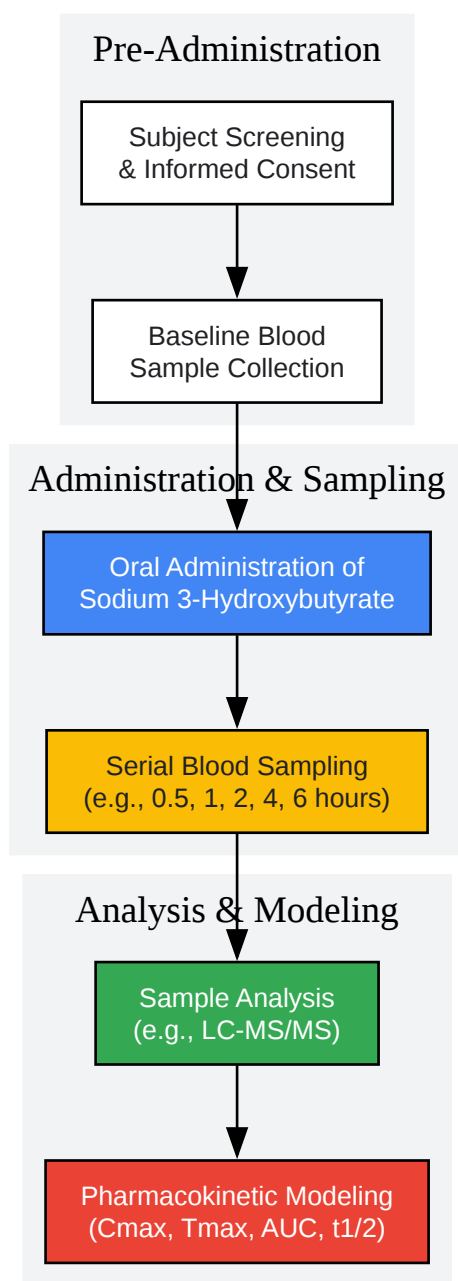 Pre-Administration
Subject Screening
& Informed Consent
Baseline Blood
Sample Collection
Administration & Sampling
Oral Administration of
Sodium 3-Hydroxybutyrate
Serial Blood Sampling
(e.g., 0.5, 1, 2, 4, 6 hours)
Analysis & Modeling
Sample Analysis
(e.g., LC-MS/MS)
Pharmacokinetic Modeling
(Cmax, Tmax, AUC, t1/2)